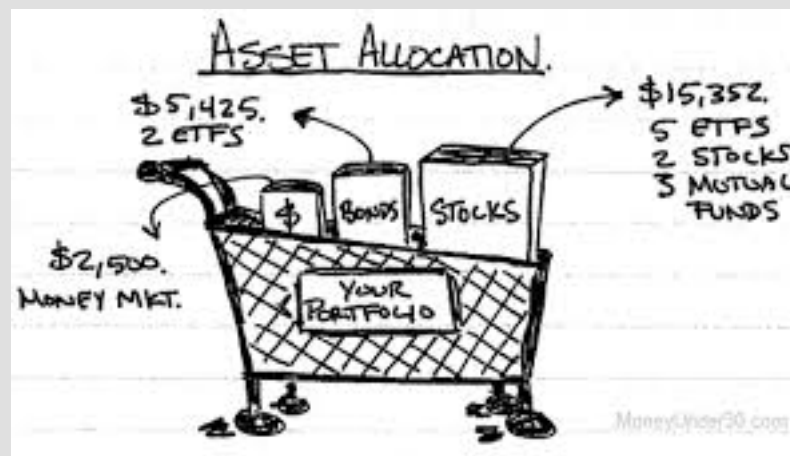 ASSET ALLOCATION.
$5,425.
2 ETFS
$15,352.
5 ETFS
2 STOCKS
3 MUTUAL
FUNDS
$
BONDS
STOCKS
$2,500.
MONEY MKT.
YOUR
PORTFOLIO
MoneyUnder30.com